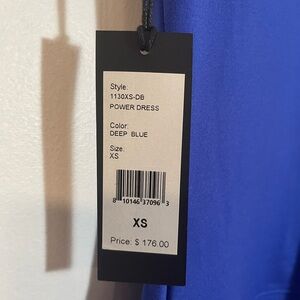 Style:
1130XS-DB
POWER DRESS
Color:
DEEP BLUE
Size:
XS
8 10146 37096 3
XS
Price: $ 176.00